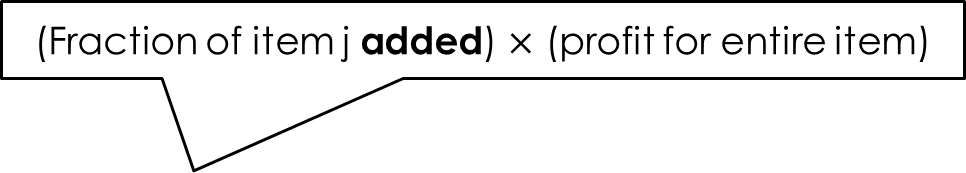 (Fraction of item j added) × (profit for entire item)